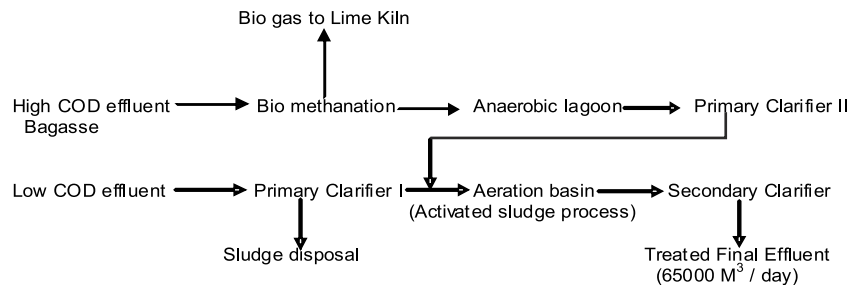 Bio gas to Lime Kiln
High COD effluent
Bagasse
Bio methanation
Anaerobic lagoon
Primary Clarifier II
Low COD effluent
Primary Clarifier I
Aeration basin
(Activated sludge process)
Secondary Clarifier
Sludge disposal
Treated Final Effluent
(65000 M³ / day)